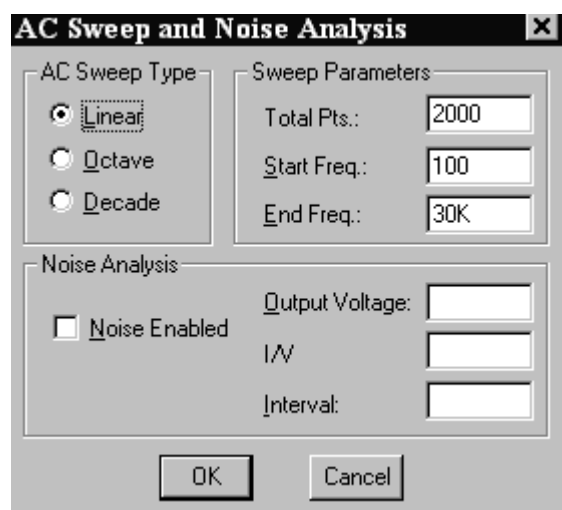 AC Sweep and Noise Analysis
AC Sweep Type
Linear
Octave
Decade
Sweep Parameters
Total Pts.: 2000
Start Freq.: 100
End Freq.: 30K
Noise Analysis
Noise Enabled
Output Voltage:
I/V
Interval:
OK Cancel